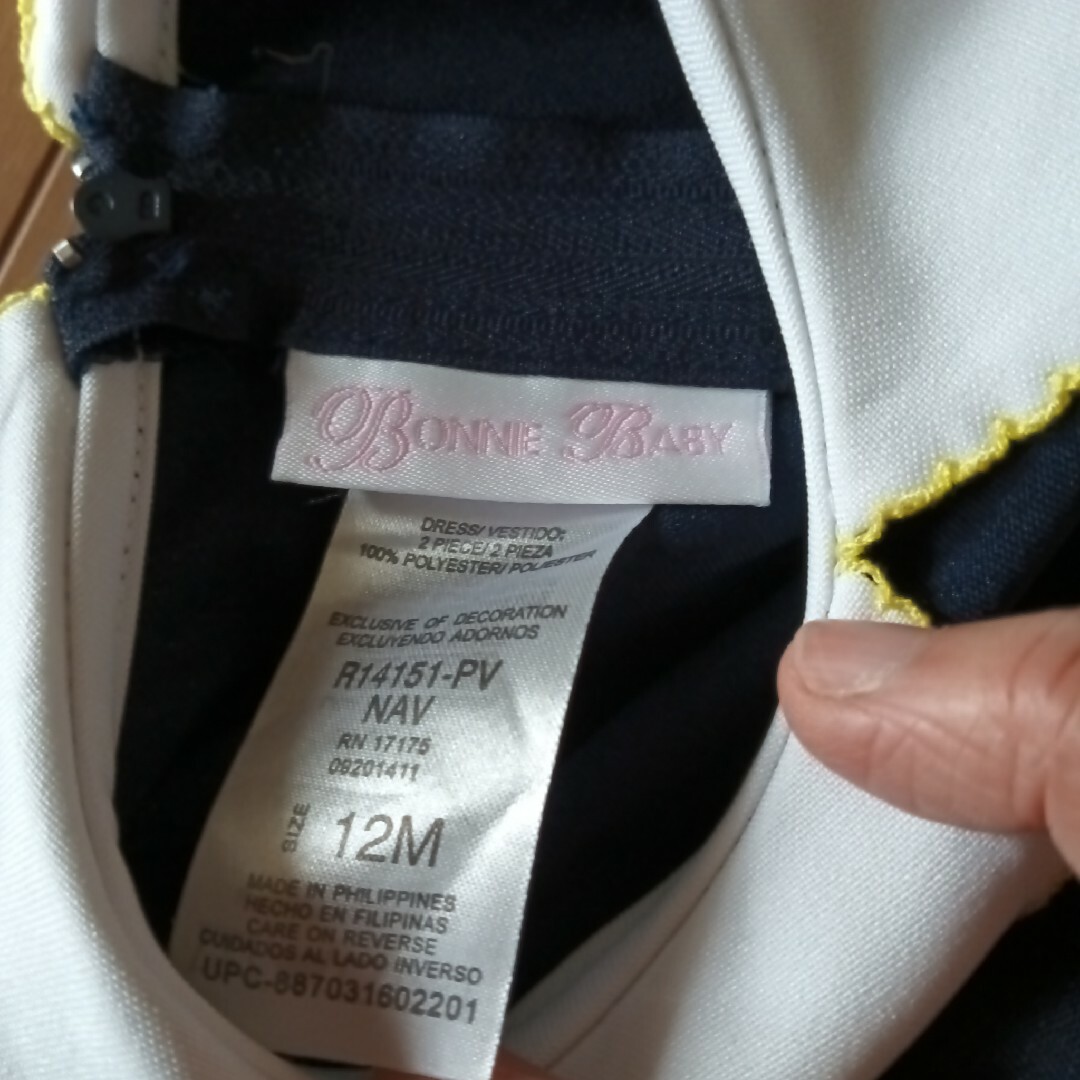 BONNIE BABY
DRESS/VESTIDO:
2 PIECE/2 PIEZA
100% POLYESTER/POLIESTER
EXCLUSIVE OF DECORATION
EXCLUYENDO ADORNOS
R14151-PV
NAV
RN 17175
09201411
SIZE 12M
MADE IN PHILIPPINES
HECHO EN FILIPINAS
CARE ON REVERSE
CUIDADOS AL LADO INVERSO
UPC-887031602201